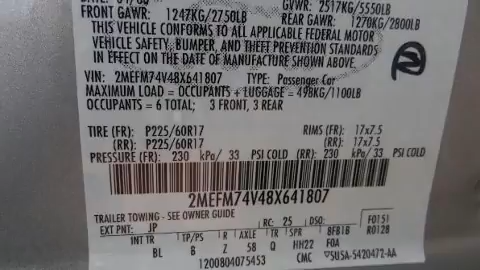 GVWR: 2517KG/5550LB
FRONT GAWR: 1247KG/2750LB REAR GAWR: 1270KG/2800LB
THIS VEHICLE CONFORMS TO ALL APPLICABLE FEDERAL MOTOR
VEHICLE SAFETY, BUMPER, AND THEFT PREVENTION STANDARDS
IN EFFECT ON THE DATE OF MANUFACTURE SHOWN ABOVE.
VIN: 2MEFM74V48X641807 TYPE: Passenger Car
MAXIMUM LOAD = OCCUPANTS + LUGGAGE = 498KG/1100LB
OCCUPANTS = 6 TOTAL; 3 FRONT, 3 REAR
TIRE (FR): P225/60R17 RIMS (FR): 17x7.5
(RR): P225/60R17 (RR): 17x7.5
PRESSURE (FR): 230 kPa/ 33 PSI COLD (RR): 230 kPa/ 33 PSI COLD
2MEFM74V48X641807
TRAILER TOWING - SEE OWNER GUIDE
EXT PNT: JP RC: 25 DSO: F0151
INT TR TP/PS R AXLE TR SPR BFB1B R0128
BL B Z 58 Q HH22 F0A
1200804075453 CMC 5USA-5420472-AA